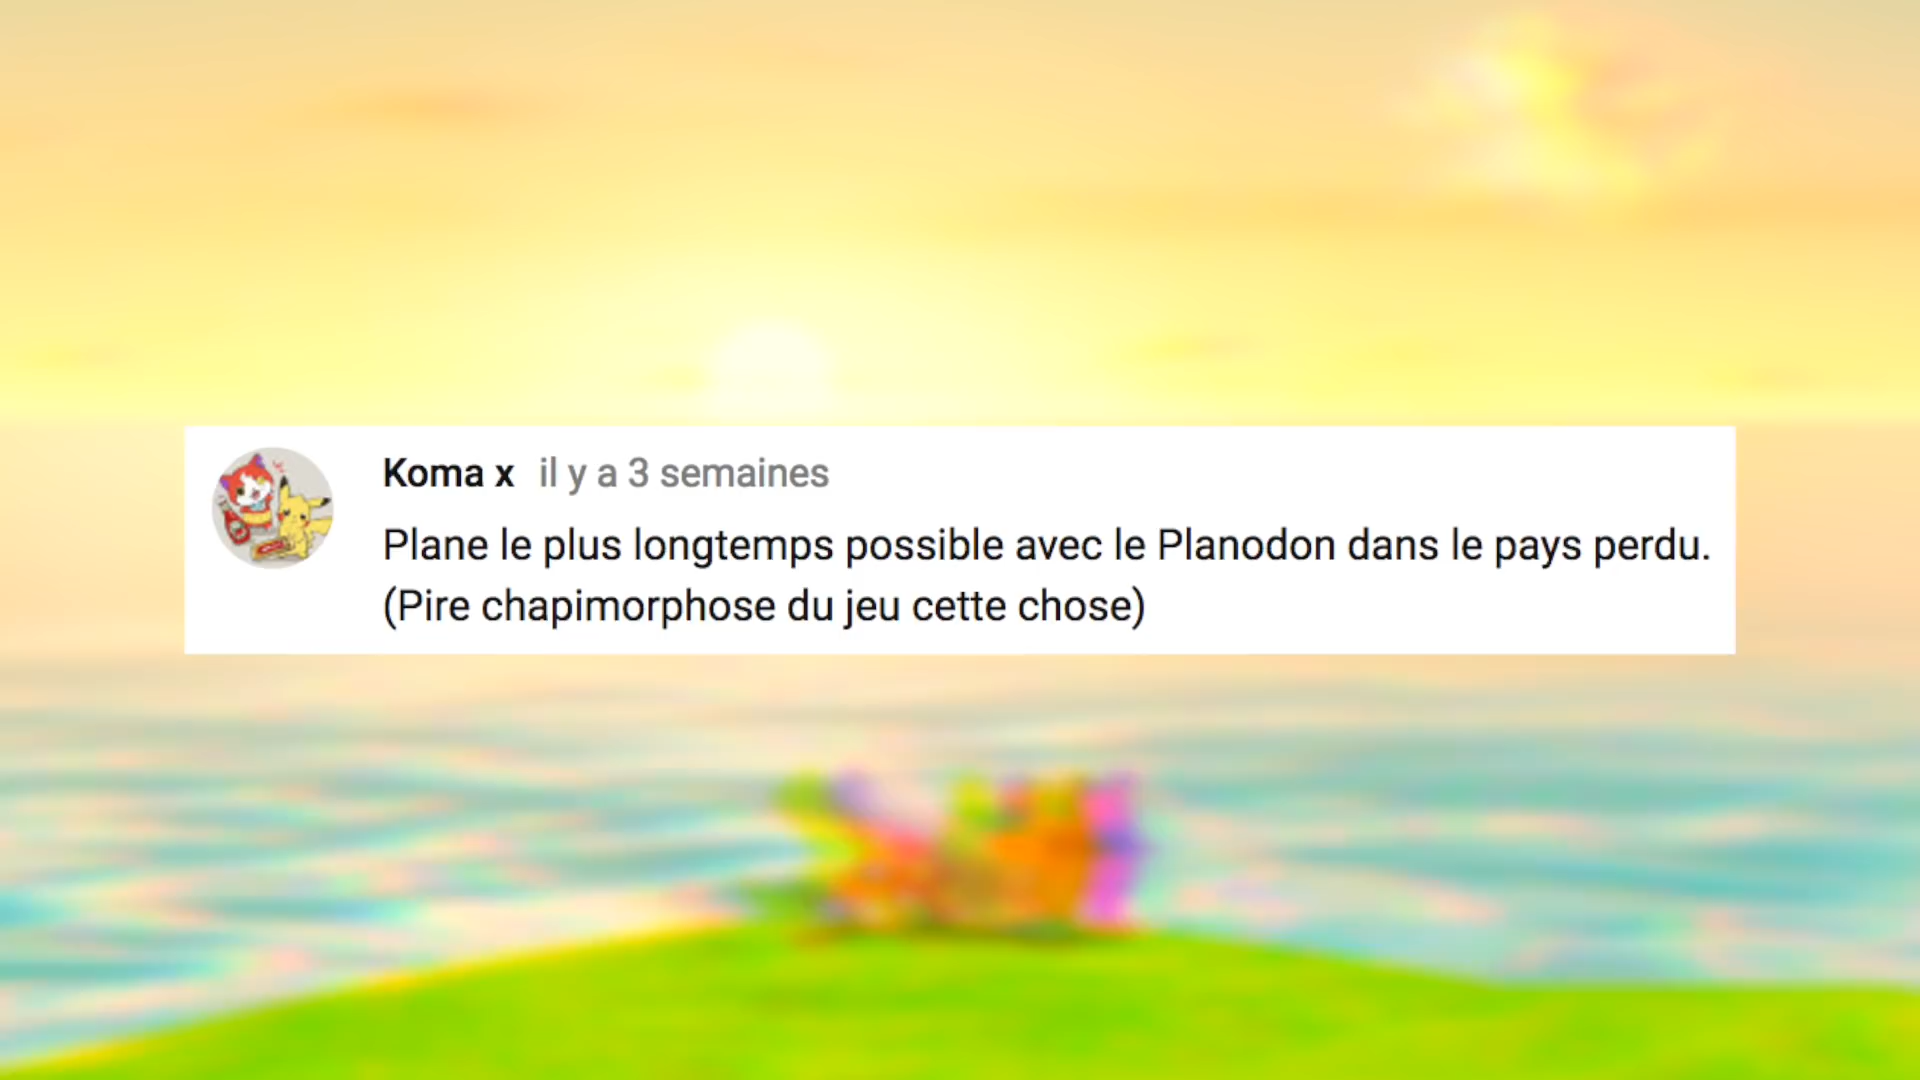 Koma x il y a 3 semaines
Plane le plus longtemps possible avec le Planodon dans le pays perdu.
(Pire chapimorphose du jeu cette chose)